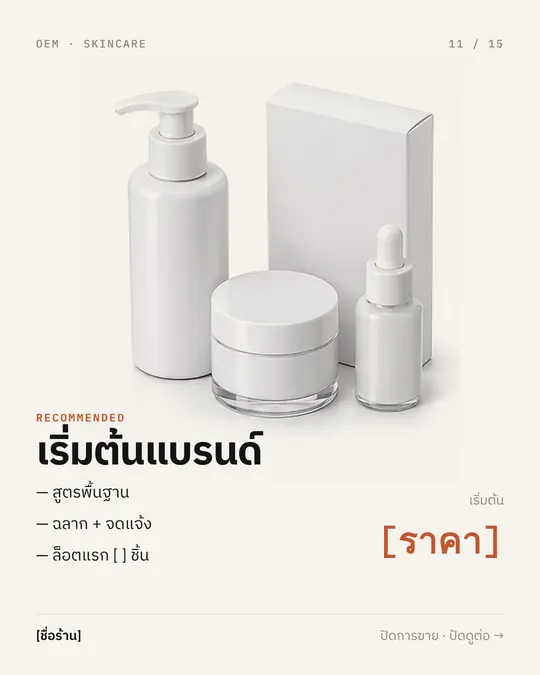 OEM · SKINCARE
11 / 15
RECOMMENDED
เริ่มต้นแบรนด์
— สูตรพื้นฐาน
— ฉลาก + จดแจ้ง
— ล็อตแรก [ ] ชิ้น
เริ่มต้น
[ราคา]
[ชื่อร้าน]
ปิดการขาย · ปัดดูต่อ →